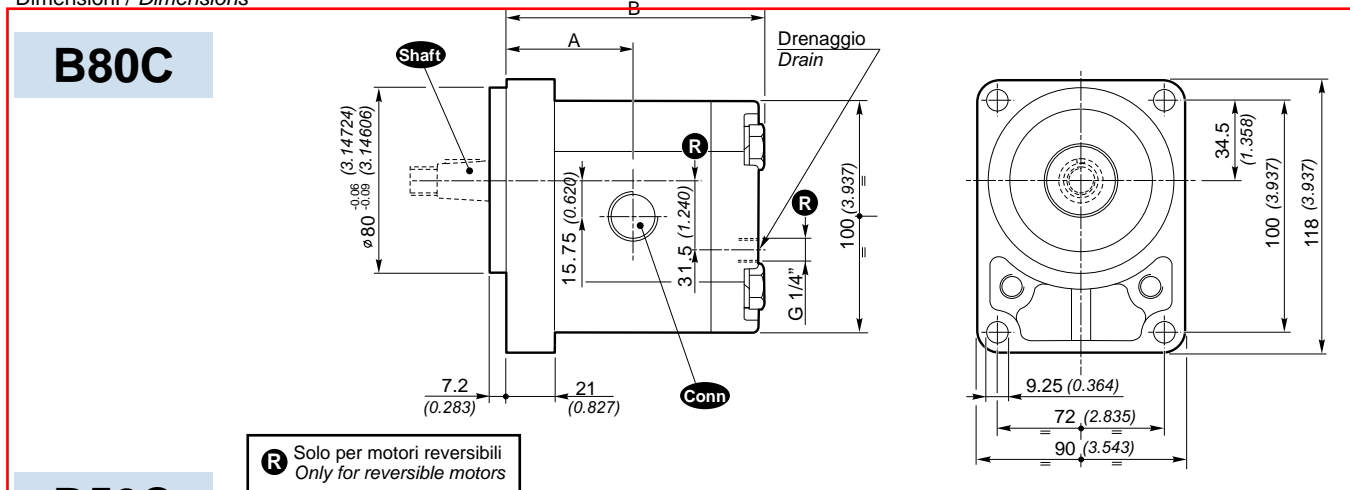 Dimensioni / Dimensions
B80C
B
A
Shaft
Drenaggio
Drain
ø80 -0.06 -0.09 (3.14724) (3.14606)
R
15.75 (0.620)
31.5 (1.240)
R
G 1/4”
100 (3.937)
=
=
7.2
(0.283)
21
(0.827)
Conn
34.5
(1.358)
100 (3.937)
118 (3.937)
9.25 (0.364)
72 (2.835)
= =
90 (3.543)
= =
R Solo per motori reversibili
Only for reversible motors